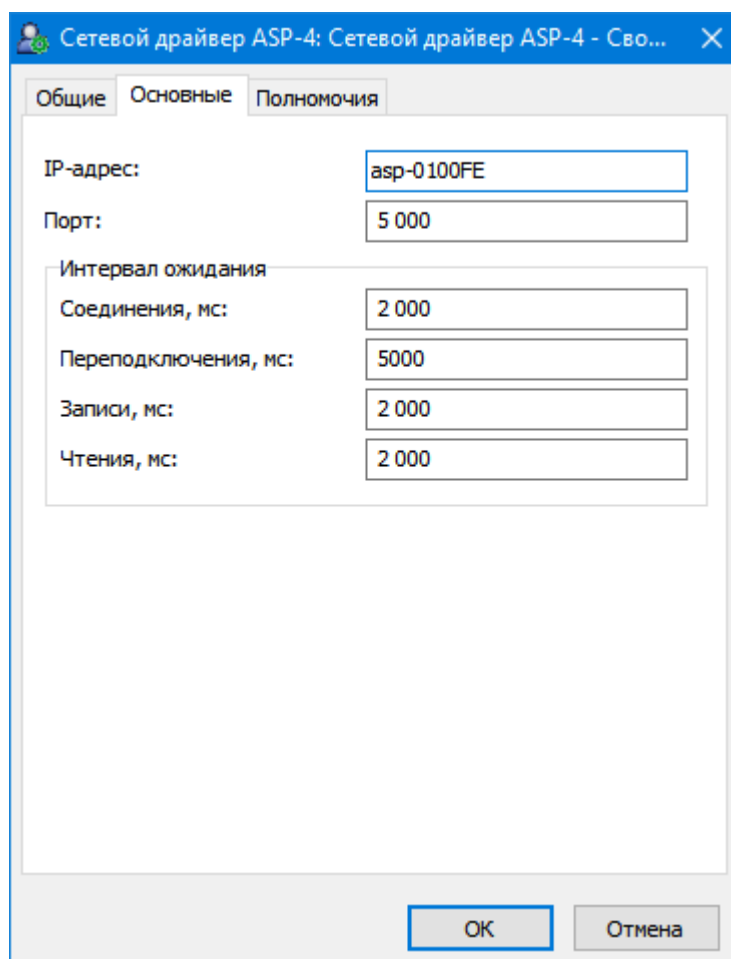 Сетевой драйвер ASP-4: Сетевой драйвер ASP-4 - Сво...
Общие Основные Полномочия
IP-адрес: asp-0100FE
Порт: 5 000
Интервал ожидания
Соединения, мс: 2 000
Переподключения, мс: 5000
Записи, мс: 2 000
Чтения, мс: 2 000
OK Отмена